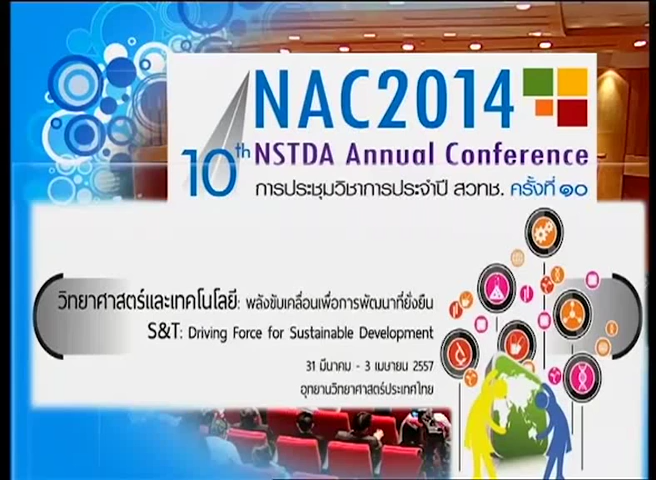 NAC2014
10th NSTDA Annual Conference
การประชุมวิชาการประจำปี สวทช. ครั้งที่ ๑๐
วิทยาศาสตร์และเทคโนโลยี: พลังขับเคลื่อนเพื่อการพัฒนาที่ยั่งยืน
S&T: Driving Force for Sustainable Development
31 มีนาคม - 3 เมษายน 2557
อุทยานวิทยาศาสตร์ประเทศไทย